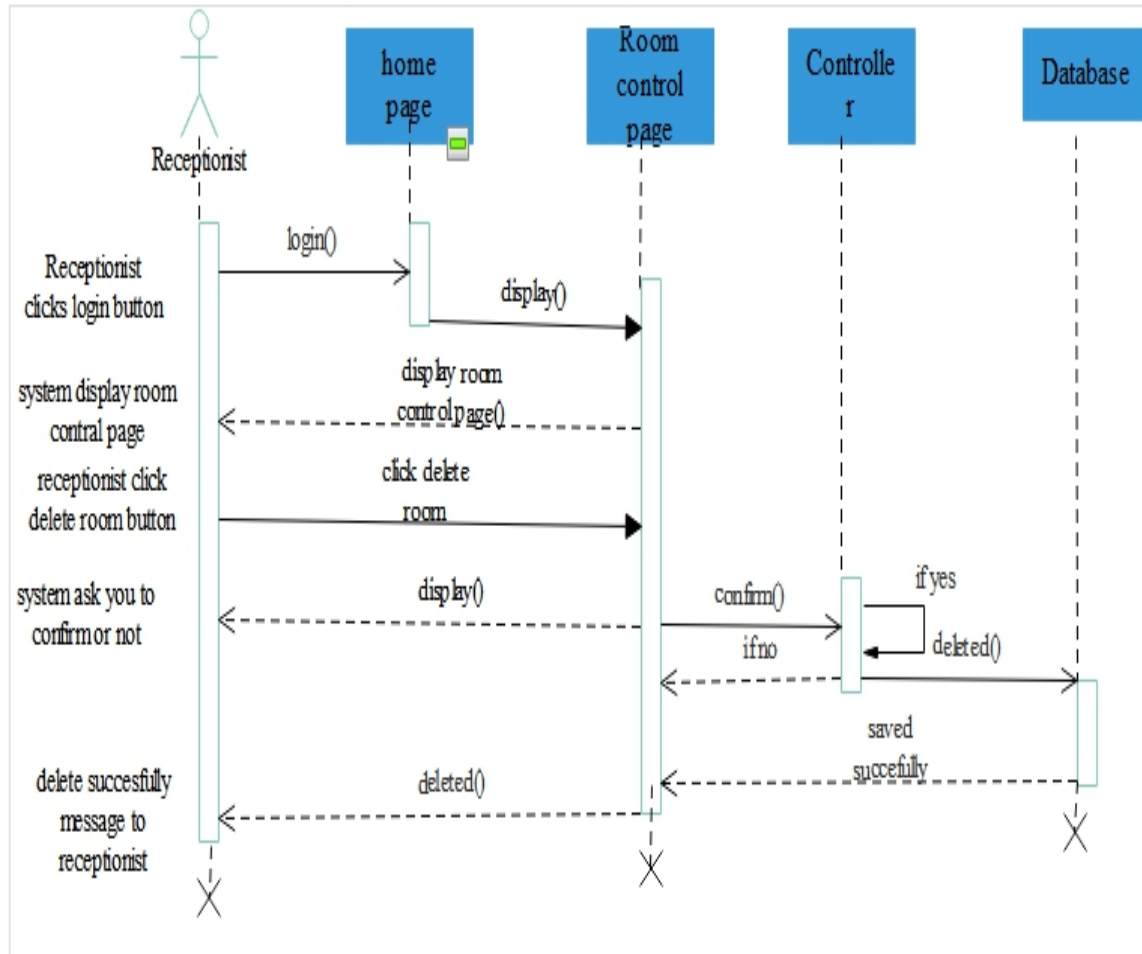 home
page
Room
control
page
Controlle
r
Database
Receptionist
login()
Receptionist
clicks login button
display()
system display room
contral page
display room
control page()
receptionist click
delete room button
click delete
room
system ask you to
confirm or not
display()
confirm()
if yes
if no
deleted()
saved
succefully
delete succesfully
message to
receptionist
deleted()